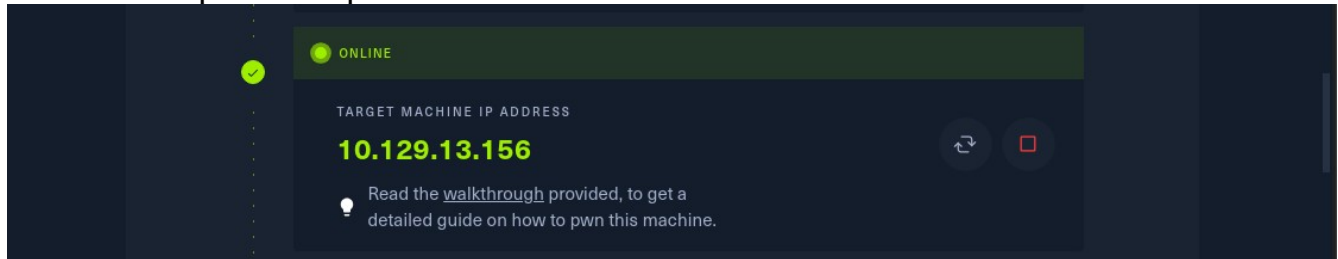 ONLINE
TARGET MACHINE IP ADDRESS
10.129.13.156
Read the walkthrough provided, to get a
detailed guide on how to pwn this machine.